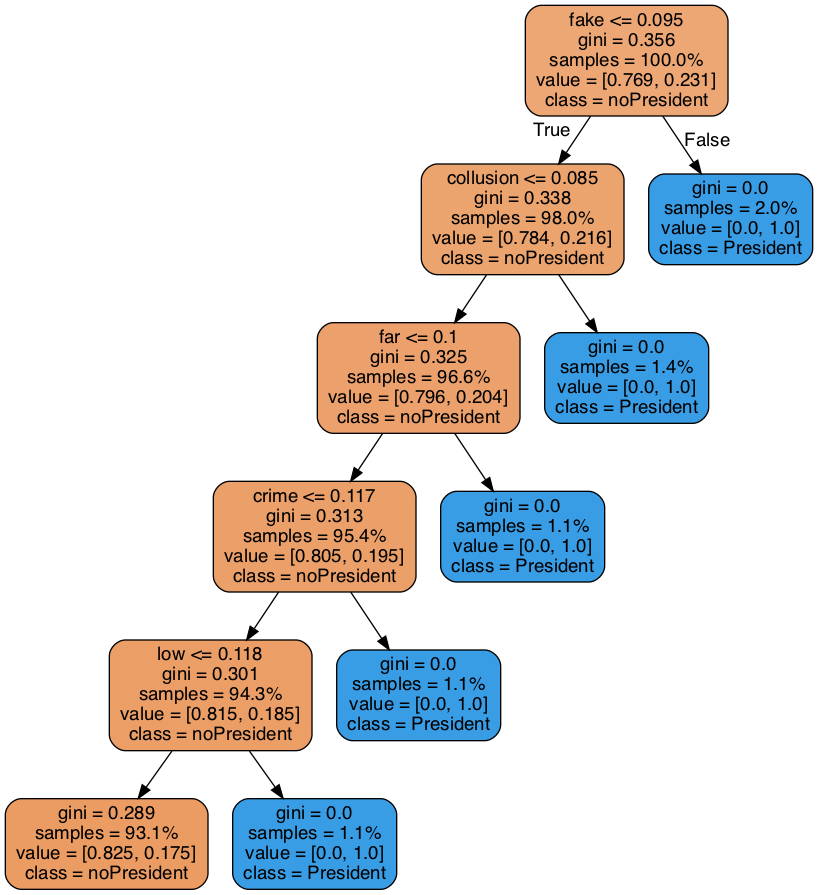 fake <= 0.095
gini = 0.356
samples = 100.0%
value = [0.769, 0.231]
class = noPresident
True
False
collusion <= 0.085
gini = 0.338
samples = 98.0%
value = [0.784, 0.216]
class = noPresident
gini = 0.0
samples = 2.0%
value = [0.0, 1.0]
class = President
far <= 0.1
gini = 0.325
samples = 96.6%
value = [0.796, 0.204]
class = noPresident
gini = 0.0
samples = 1.4%
value = [0.0, 1.0]
class = President
crime <= 0.117
gini = 0.313
samples = 95.4%
value = [0.805, 0.195]
class = noPresident
gini = 0.0
samples = 1.1%
value = [0.0, 1.0]
class = President
low <= 0.118
gini = 0.301
samples = 94.3%
value = [0.815, 0.185]
class = noPresident
gini = 0.0
samples = 1.1%
value = [0.0, 1.0]
class = President
gini = 0.289
samples = 93.1%
value = [0.825, 0.175]
class = noPresident
gini = 0.0
samples = 1.1%
value = [0.0, 1.0]
class = President